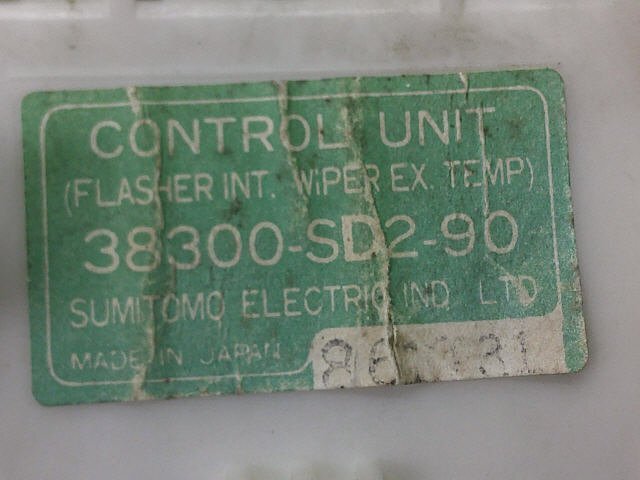 CONTROL UNIT
(FLASHER INT. WIPER EX. TEMP)
38300-SD2-90
SUMITOMO ELECTRIC IND LTD
MADE IN JAPAN